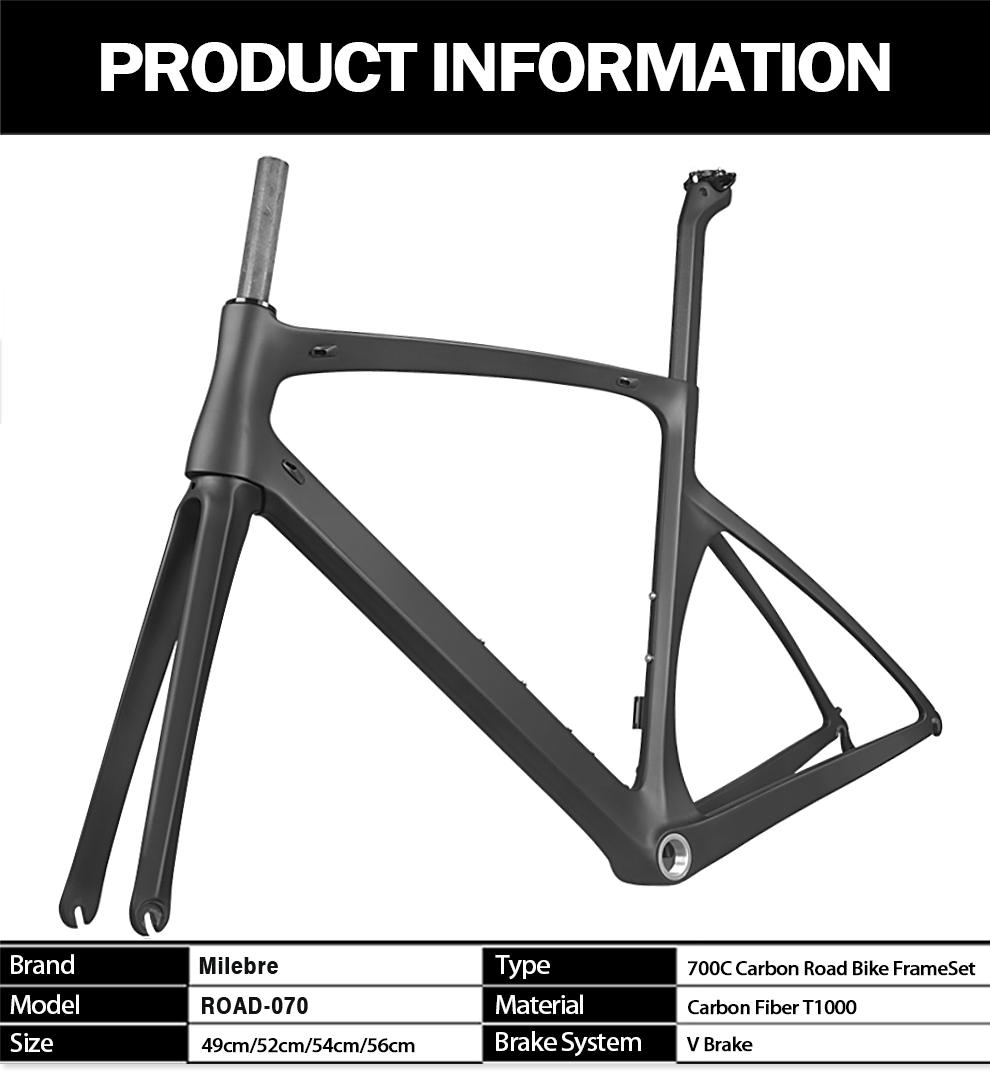 PRODUCT INFORMATION
Brand Milebre Type 700C Carbon Road Bike FrameSet
Model ROAD-070 Material Carbon Fiber T1000
Size 49cm/52cm/54cm/56cm Brake System V Brake